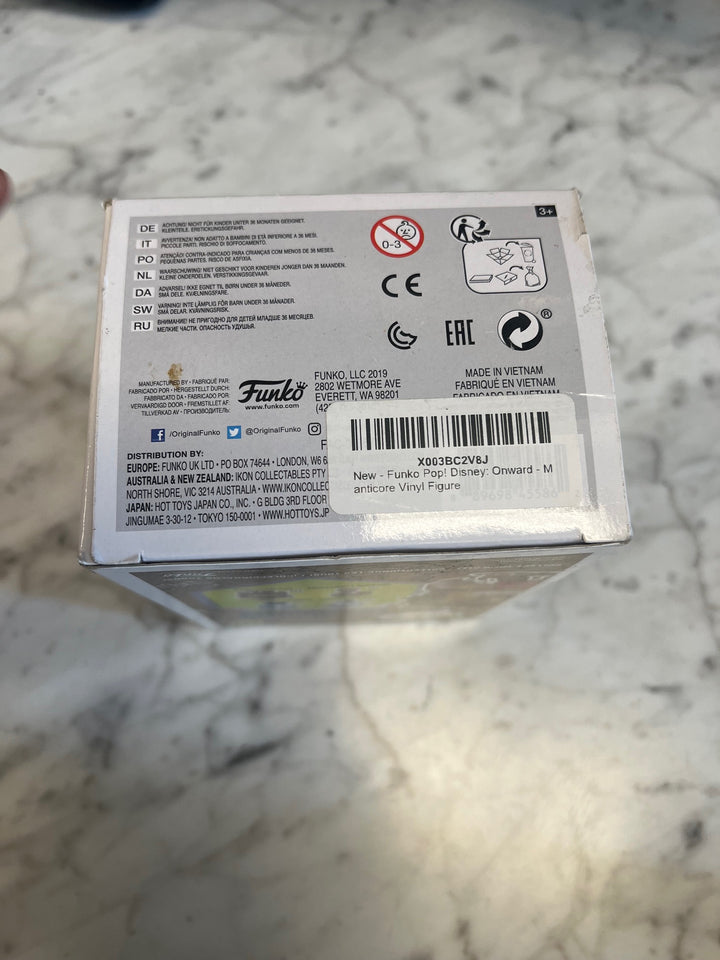 3+
DE ACHTUNG! NICHT FÜR KINDER UNTER 36 MONATEN GEEIGNET.
KLEINTEILE. ERSTICKUNGSGEFAHR.
IT AVVERTENZA! NON ADATTO A BAMBINI DI ETÀ INFERIORE A 36 MESI.
PICCOLE PARTI. RISCHIO DI SOFFOCAMENTO.
PO ATENÇÃO! CONTRA-INDICADO PARA CRIANÇAS COM MENOS DE 36 MESES.
PEQUENAS PARTES. RISCO DE ASFIXIA.
NL WAARSCHUWING! NIET GESCHIKT VOOR KINDEREN JONGER DAN 36 MAANDEN.
KLEINE ONDERDELEN. VERSTIKKINGSGEVAAR.
DA ADVARSEL! IKKE EGNET TIL BØRN UNDER 36 MÅNEDER.
SMÅ DELE. KVÆLNINGSFARE.
SW VARNING! INTE LÄMPLIG FÖR BARN UNDER 36 MÅNADER.
SMÅ DELAR. KVÄVNINGSRISK.
RU ВНИМАНИЕ! НЕ ПРИГОДНО ДЛЯ ДЕТЕЙ МЛАДШЕ 36 МЕСЯЦЕВ.
МЕЛКИЕ ЧАСТИ. ОПАСНОСТЬ УДУШЬЯ.
0-3
CE
EAC
®
MANUFACTURED BY • FABRIQUÉ PAR
FABRICADO POR • HERGESTELLT DURCH:
FABBRICATO DA • FABRICADO POR
VERVAARDIGD DOOR • FREMSTILLET AF
TILLVERKAD AV • ПРОИЗВОДИТЕЛЬ:
Funko
www.funko.com
FUNKO, LLC 2019
2802 WETMORE AVE
EVERETT, WA 98201
MADE IN VIETNAM
FABRIQUÉ EN VIETNAM
FABRICADO EN VIETNAM
/OriginalFunko @OriginalFunko
DISTRIBUTION BY:
EUROPE: FUNKO UK LTD • PO BOX 74644 • LONDON, W6
AUSTRALIA & NEW ZEALAND: IKON COLLECTABLES PTY
NORTH SHORE, VIC 3214 AUSTRALIA • WWW.IKONCOLLEC
JAPAN: HOT TOYS JAPAN CO., INC. • G BLDG 3RD FLOOR
JINGUMAE 3-30-12 • TOKYO 150-0001 • WWW.HOTTOYS.JP
X003BC2V8J
New - Funko Pop! Disney: Onward - M
anticore Vinyl Figure
89698 45586